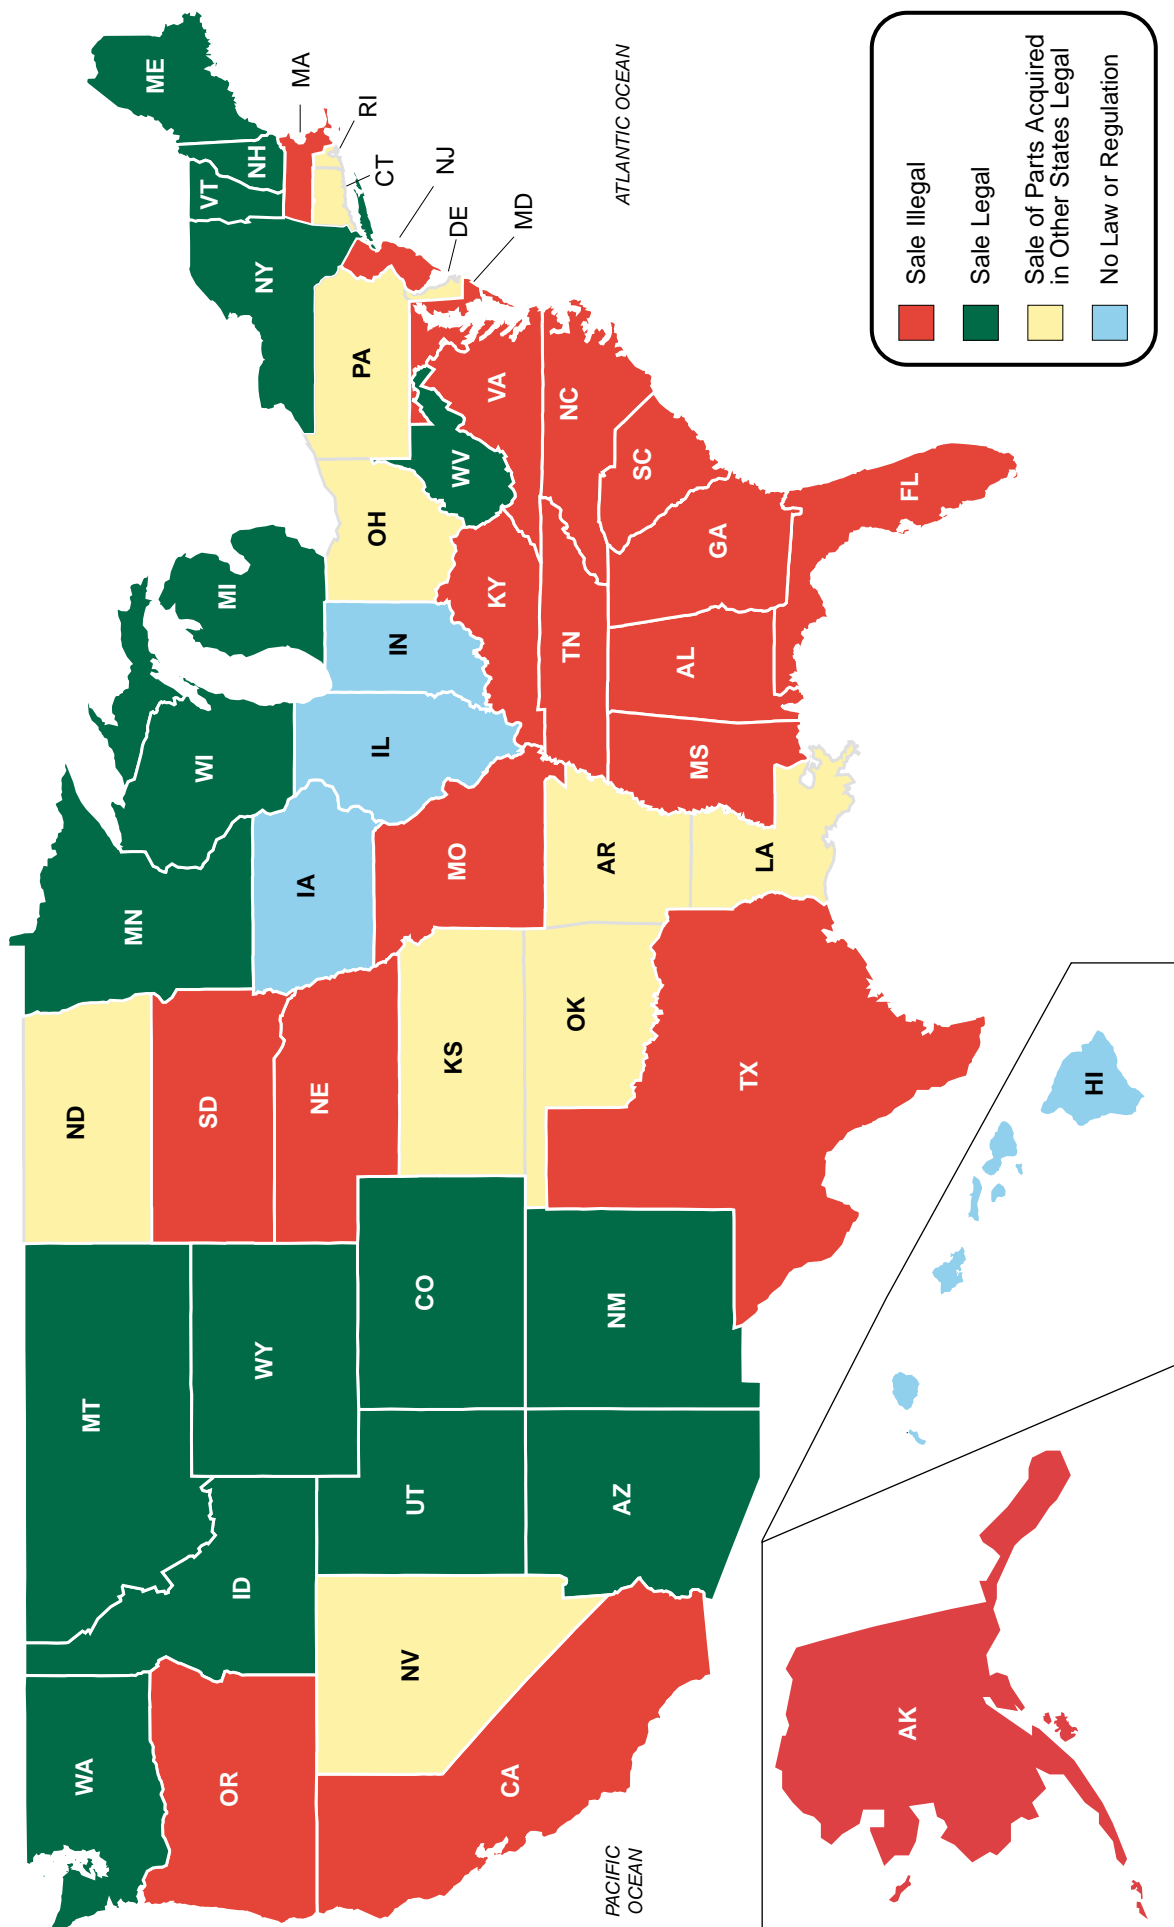 WA
MT
ND
MN
ME
VT
NH
OR
ID
WY
SD
WI
MI
NY
MA
RI
CT
NJ
DE
MD
NE
IA
IL
IN
OH
PA
NV
UT
CO
KS
MO
KY
WV
VA
CA
AZ
NM
OK
AR
TN
NC
SC
TX
LA
MS
AL
GA
FL
AK
HI
PACIFIC
OCEAN
ATLANTIC OCEAN
Sale Illegal
Sale Legal
Sale of Parts Acquired
in Other States Legal
No Law or Regulation